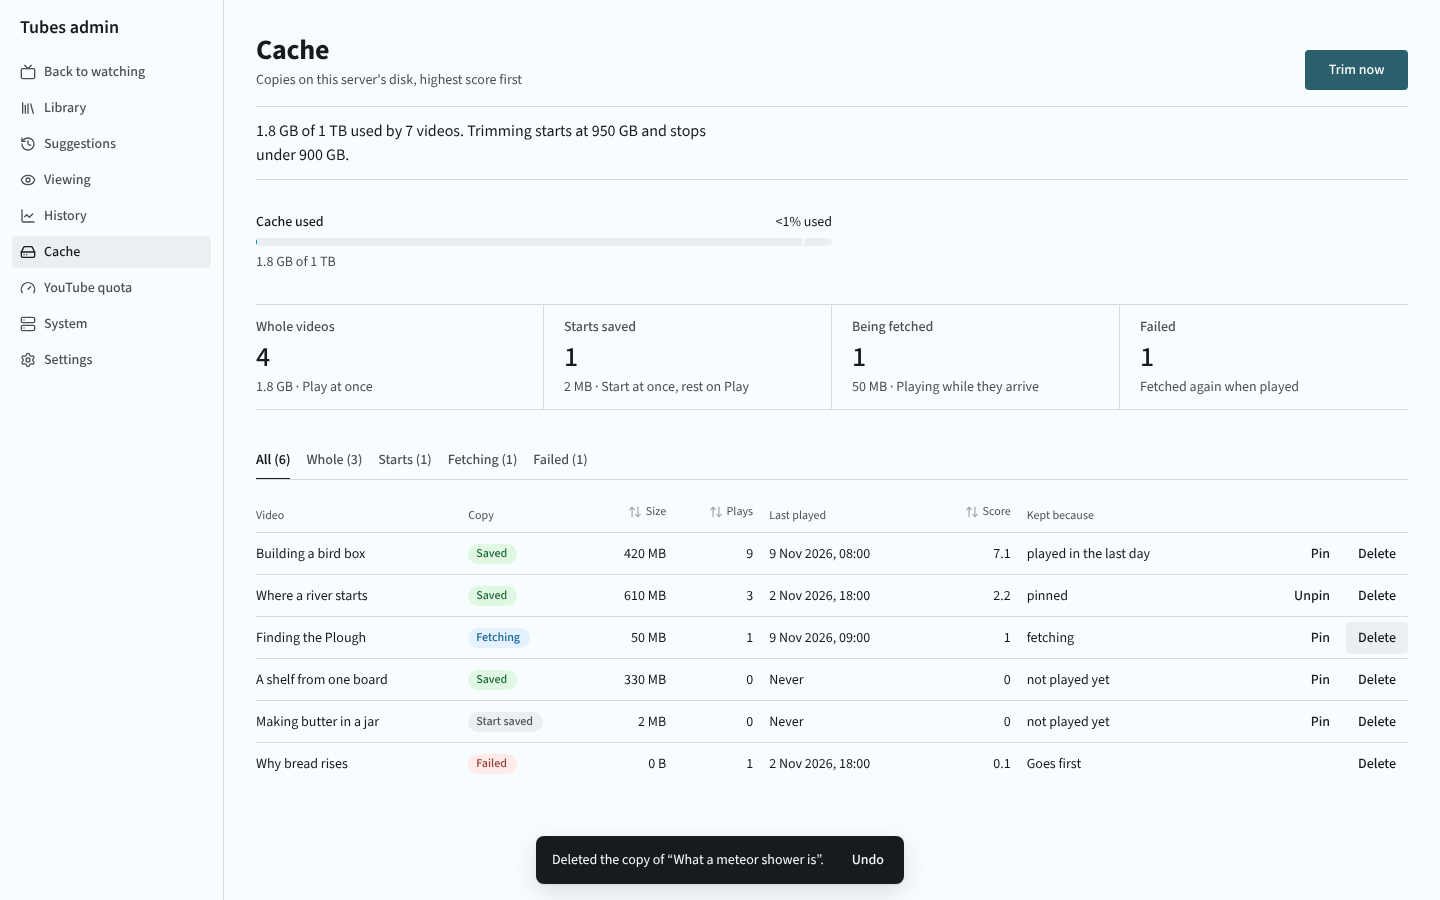 Tubes admin
Back to watching
Library
Suggestions
Viewing
History
Cache
YouTube quota
System
Settings
Cache
Copies on this server's disk, highest score first
Trim now
1.8 GB of 1 TB used by 7 videos. Trimming starts at 950 GB and stops
under 900 GB.
Cache used <1% used
1.8 GB of 1 TB
Whole videos
4
1.8 GB · Play at once
Starts saved
1
2 MB · Start at once, rest on Play
Being fetched
1
50 MB · Playing while they arrive
Failed
1
Fetched again when played
All (6) Whole (3) Starts (1) Fetching (1) Failed (1)
Video Copy Size Plays Last played Score Kept because
Building a bird box Saved 420 MB 9 9 Nov 2026, 08:00 7.1 played in the last day Pin Delete
Where a river starts Saved 610 MB 3 2 Nov 2026, 18:00 2.2 pinned Unpin Delete
Finding the Plough Fetching 50 MB 1 9 Nov 2026, 09:00 1 fetching Pin Delete
A shelf from one board Saved 330 MB 0 Never 0 not played yet Pin Delete
Making butter in a jar Start saved 2 MB 0 Never 0 not played yet Pin Delete
Why bread rises Failed 0 B 1 2 Nov 2026, 18:00 0.1 Goes first Delete
Deleted the copy of “What a meteor shower is”. Undo